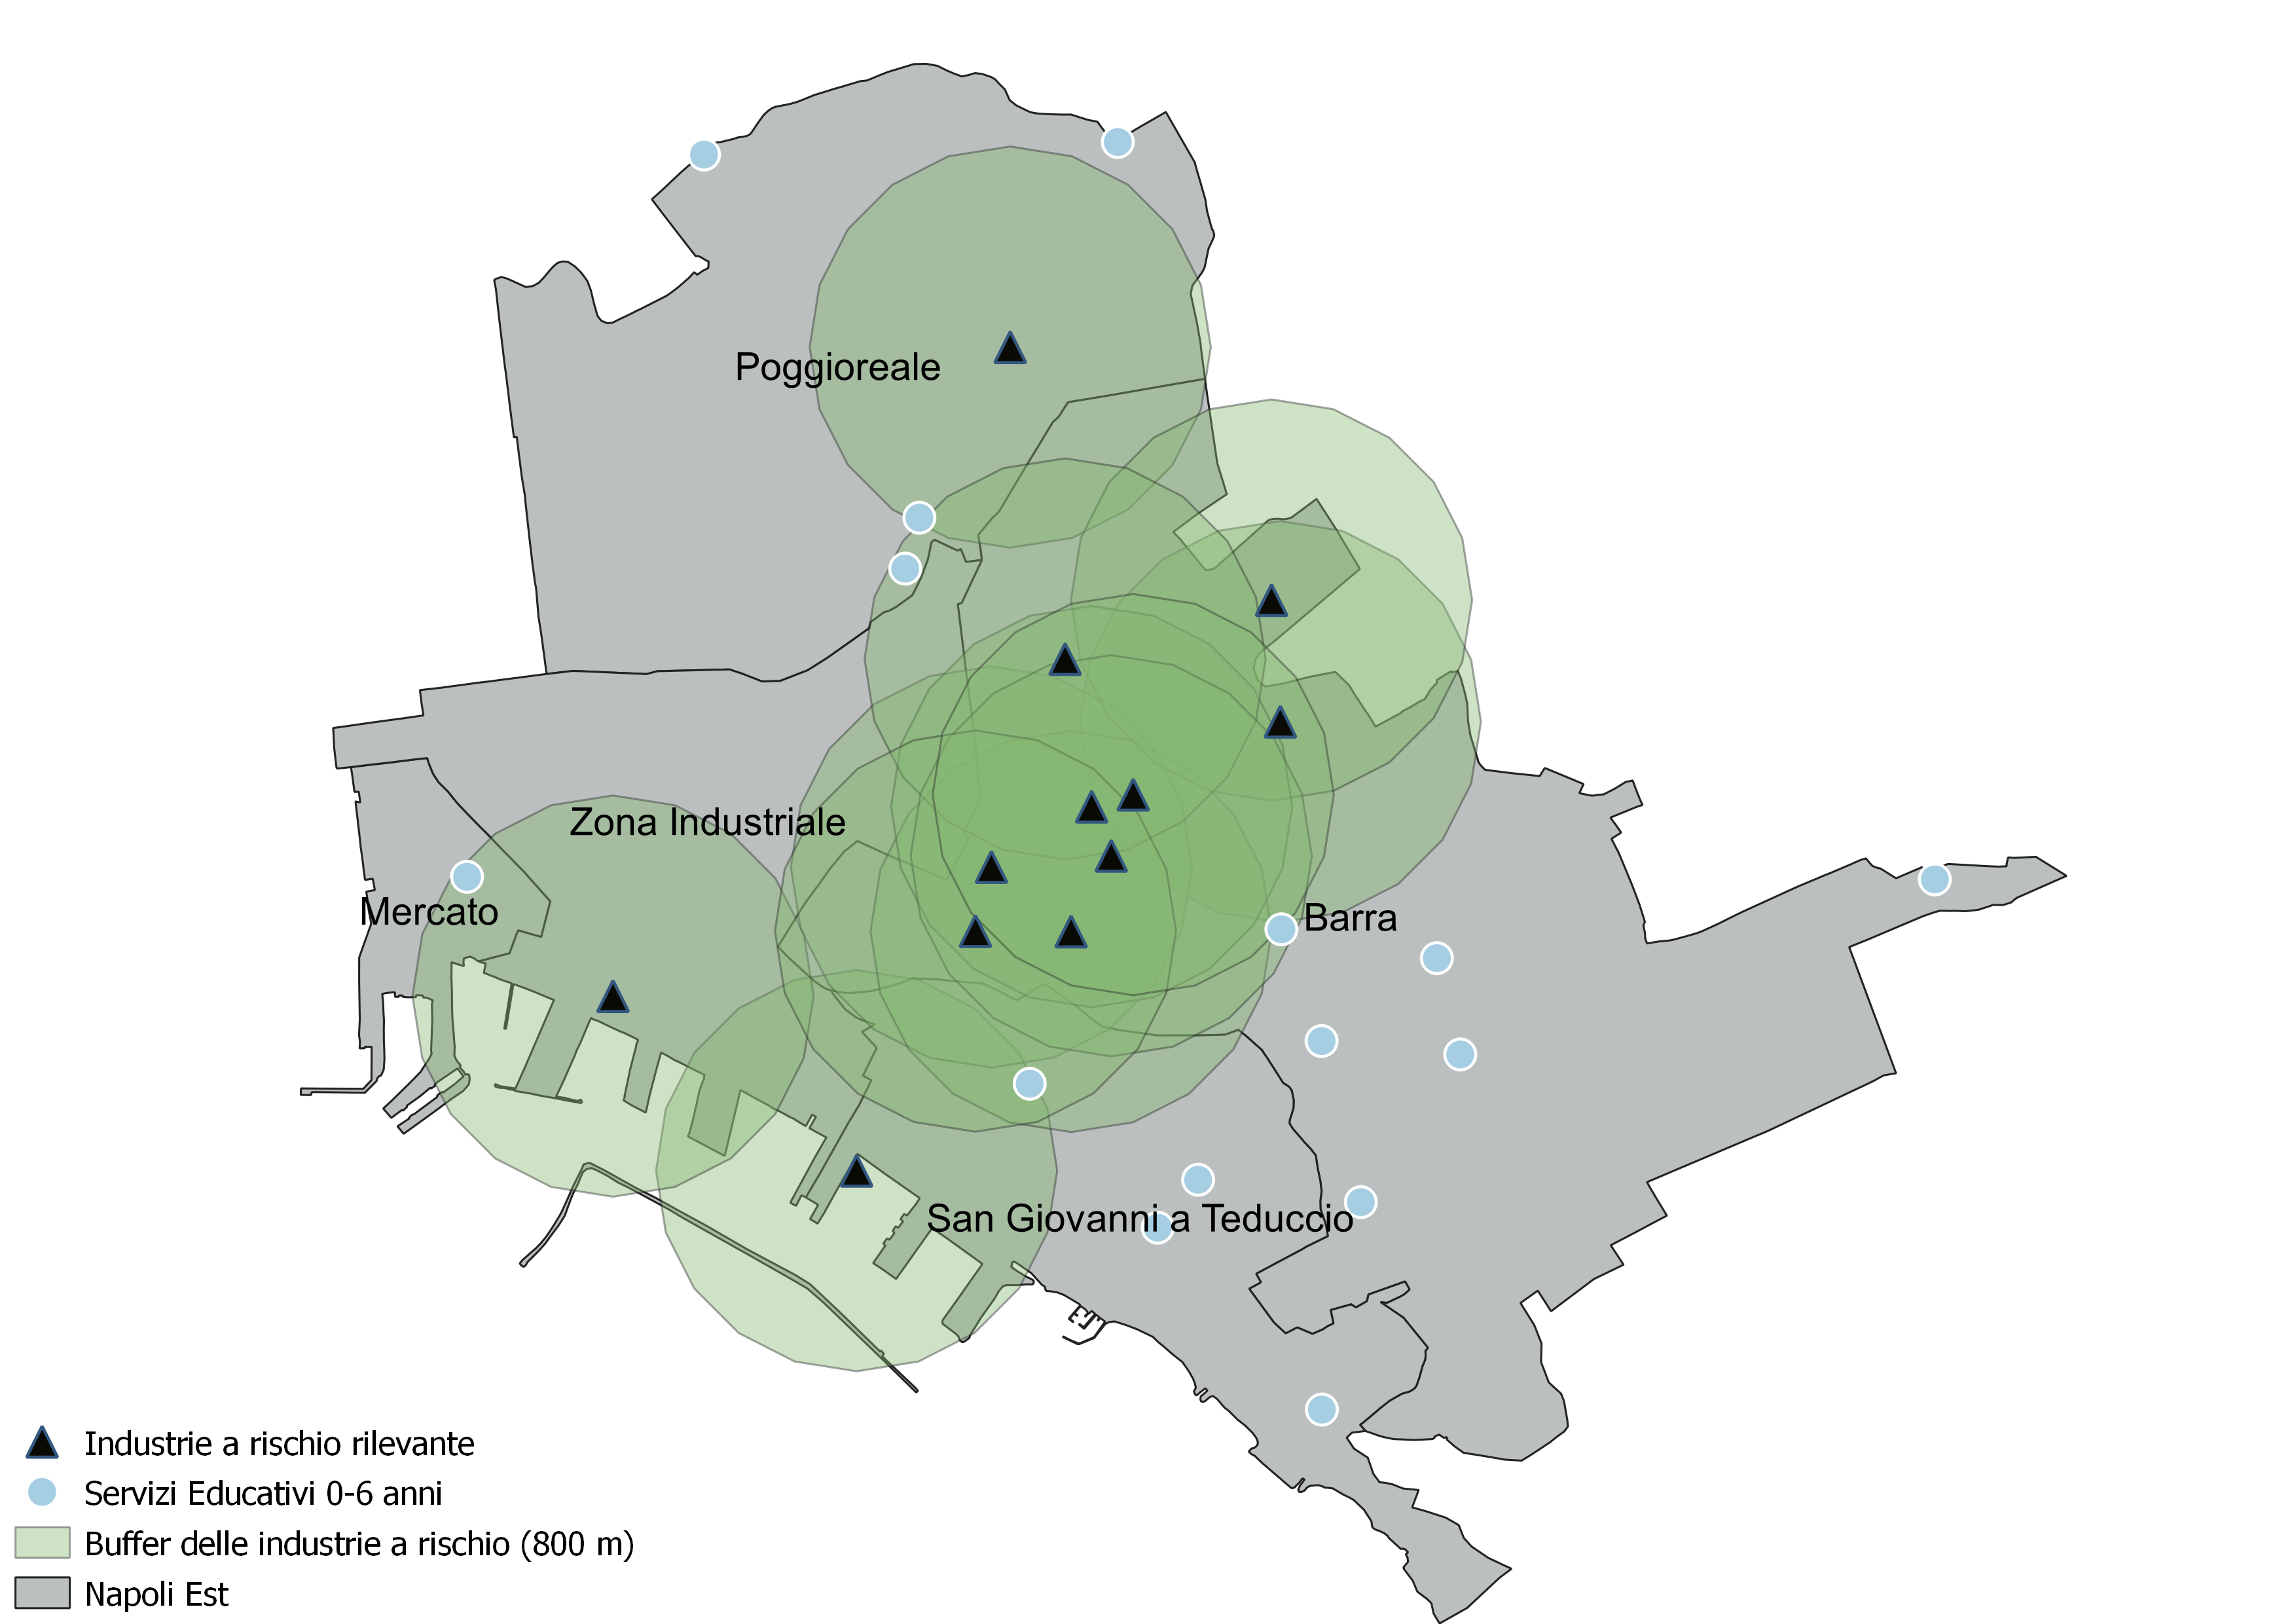 Poggioreale
Zona Industriale
Mercato
Barra
San Giovanni a Teduccio
Industrie a rischio rilevante
Servizi Educativi 0-6 anni
Buffer delle industrie a rischio (800 m)
Napoli Est